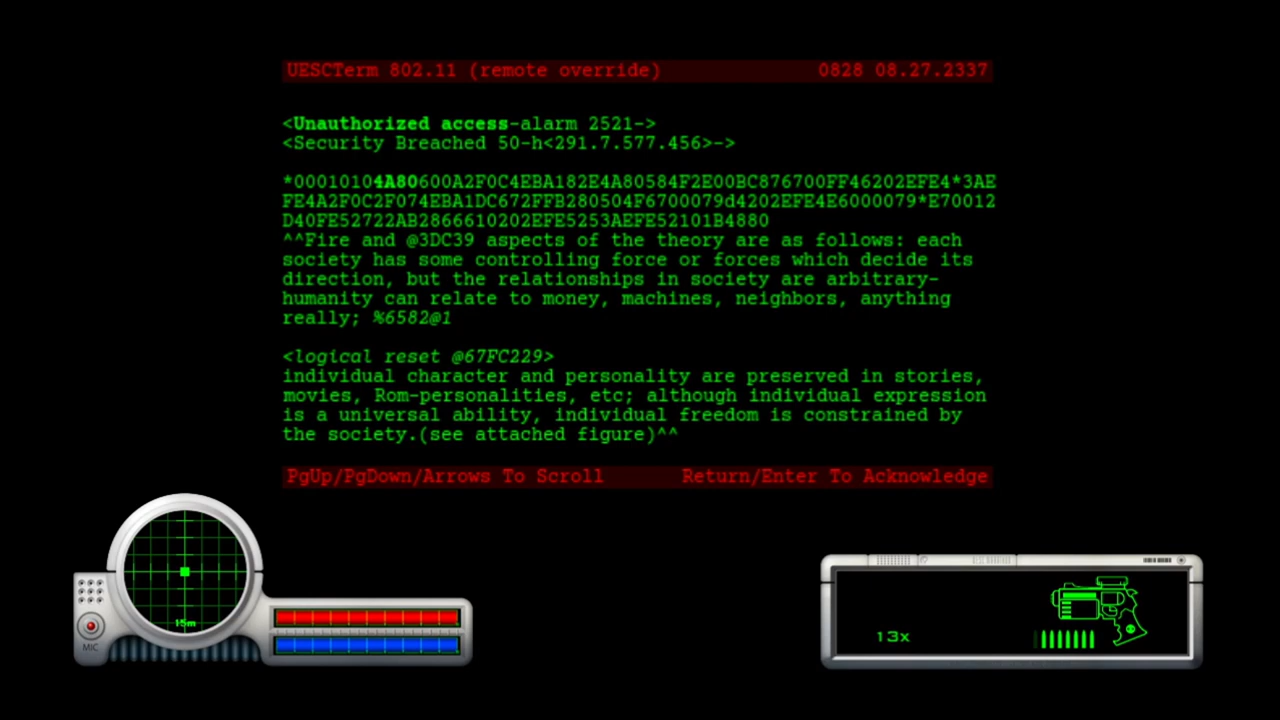 UESCTerm 802.11 (remote override) 0828 08.27.2337
<Unauthorized access-alarm 2521->
<Security Breached 50-h<291.7.577.456>->
*00010104A80600A2F0C4EBA182E4A80584F2E00BC876700FF46202EFE4*3AE
FE4A2F0C2F074EBA1DC672FFB280504F6700079d4202EFE4E6000079*E70012
D40FE52722AB2866610202EFE5253AEFE52101B4880
^^Fire and @3DC39 aspects of the theory are as follows: each
society has some controlling force or forces which decide its
direction, but the relationships in society are arbitrary-
humanity can relate to money, machines, neighbors, anything
really; %6582@1
<logical reset @67FC229>
individual character and personality are preserved in stories,
movies, Rom-personalities, etc; although individual expression
is a universal ability, individual freedom is constrained by
the society.(see attached figure)^^
PgUp/PgDown/Arrows To Scroll Return/Enter To Acknowledge
15m
MIC
13x